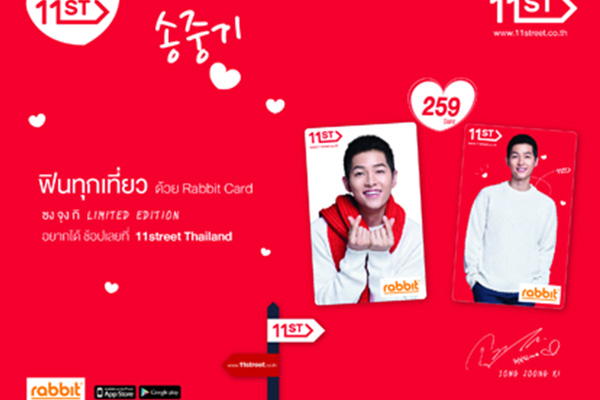 11ST
송중기
11ST
www.11street.co.th
259
11ST
11ST
ฟินทุกเที่ยว ด้วย Rabbit Card
ซง จุง กิ LIMITED EDITION
อยากได้ ช้อปเลยที่ 11street Thailand
rabbit
rabbit
11ST
www.11street.co.th
SONG JOONG KI
rabbit
App Store
Google play